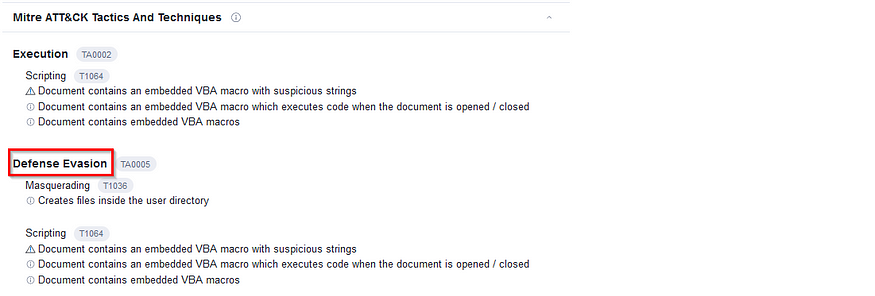 Mitre ATT&CK Tactics And Techniques
Execution TA0002
Scripting T1064
Document contains an embedded VBA macro with suspicious strings
Document contains an embedded VBA macro which executes code when the document is opened / closed
Document contains embedded VBA macros
Defense Evasion TA0005
Masquerading T1036
Creates files inside the user directory
Scripting T1064
Document contains an embedded VBA macro with suspicious strings
Document contains an embedded VBA macro which executes code when the document is opened / closed
Document contains embedded VBA macros